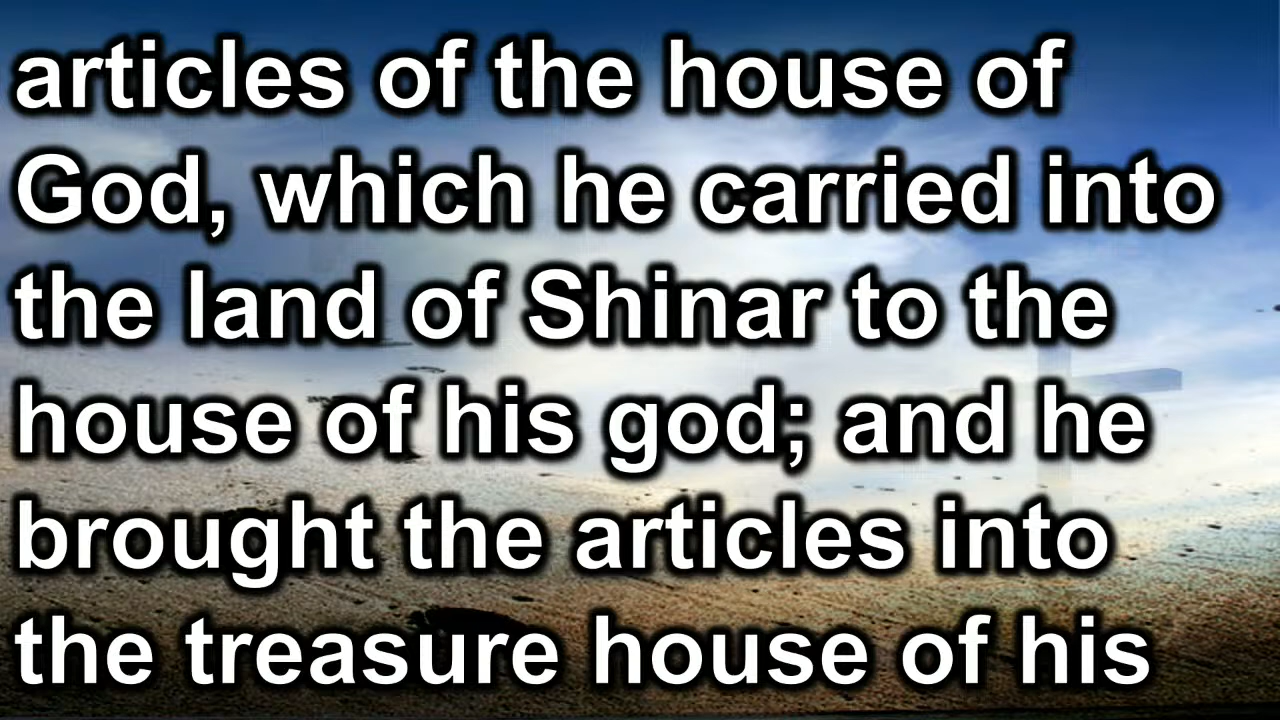 articles of the house of
God, which he carried into
the land of Shinar to the
house of his god; and he
brought the articles into
the treasure house of his